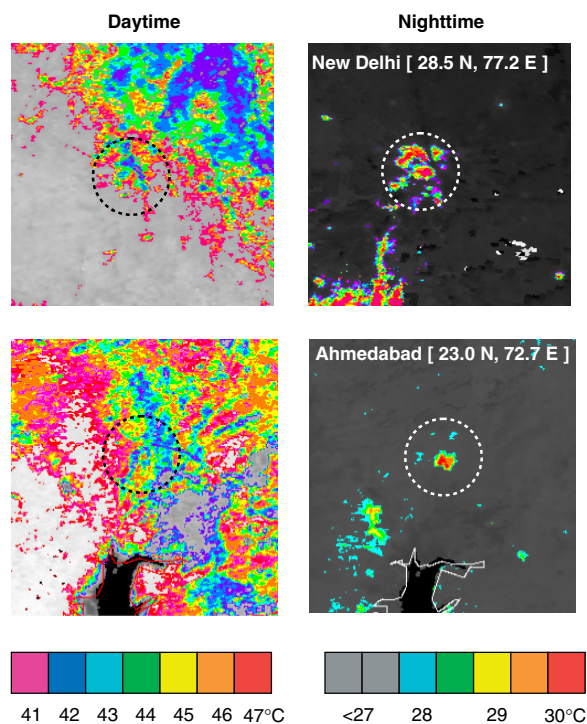 Daytime Nighttime
New Delhi [ 28.5 N, 77.2 E ]
Ahmedabad [ 23.0 N, 72.7 E ]
41 42 43 44 45 46 47°C <27 28 29 30°C